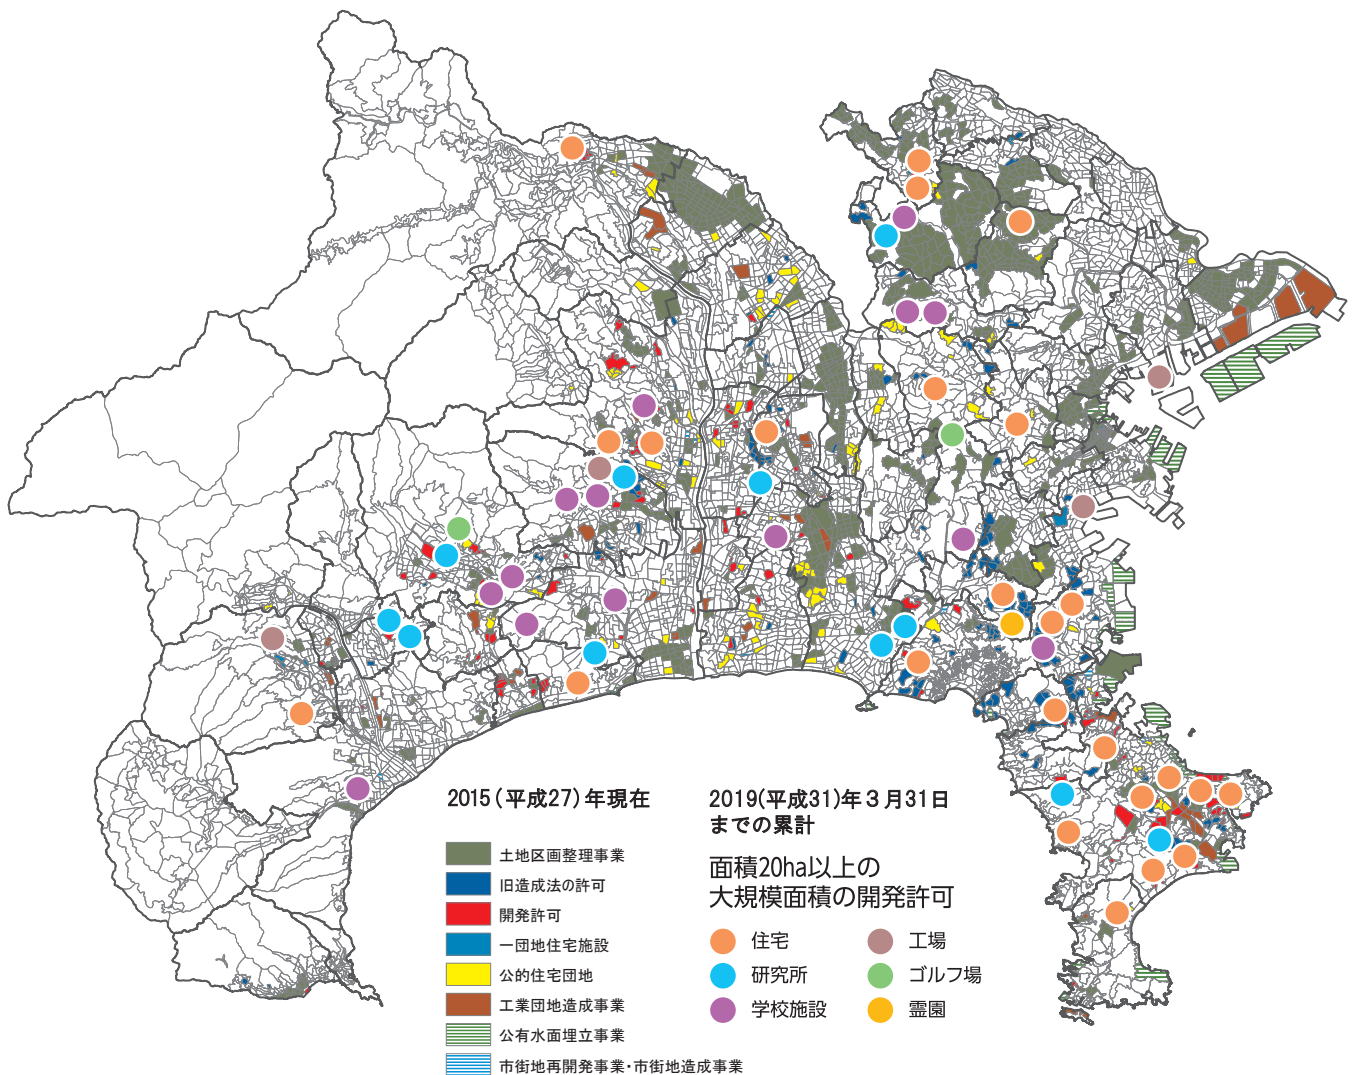 2015(平成27)年現在
土地区画整理事業
旧造成法の許可
開発許可
一団地住宅施設
公的住宅団地
工業団地造成事業
公有水面埋立事業
市街地再開発事業・市街地造成事業
2019(平成31)年３月31日
までの累計
面積20ha以上の
大規模面積の開発許可
住宅
研究所
学校施設
工場
ゴルフ場
霊園